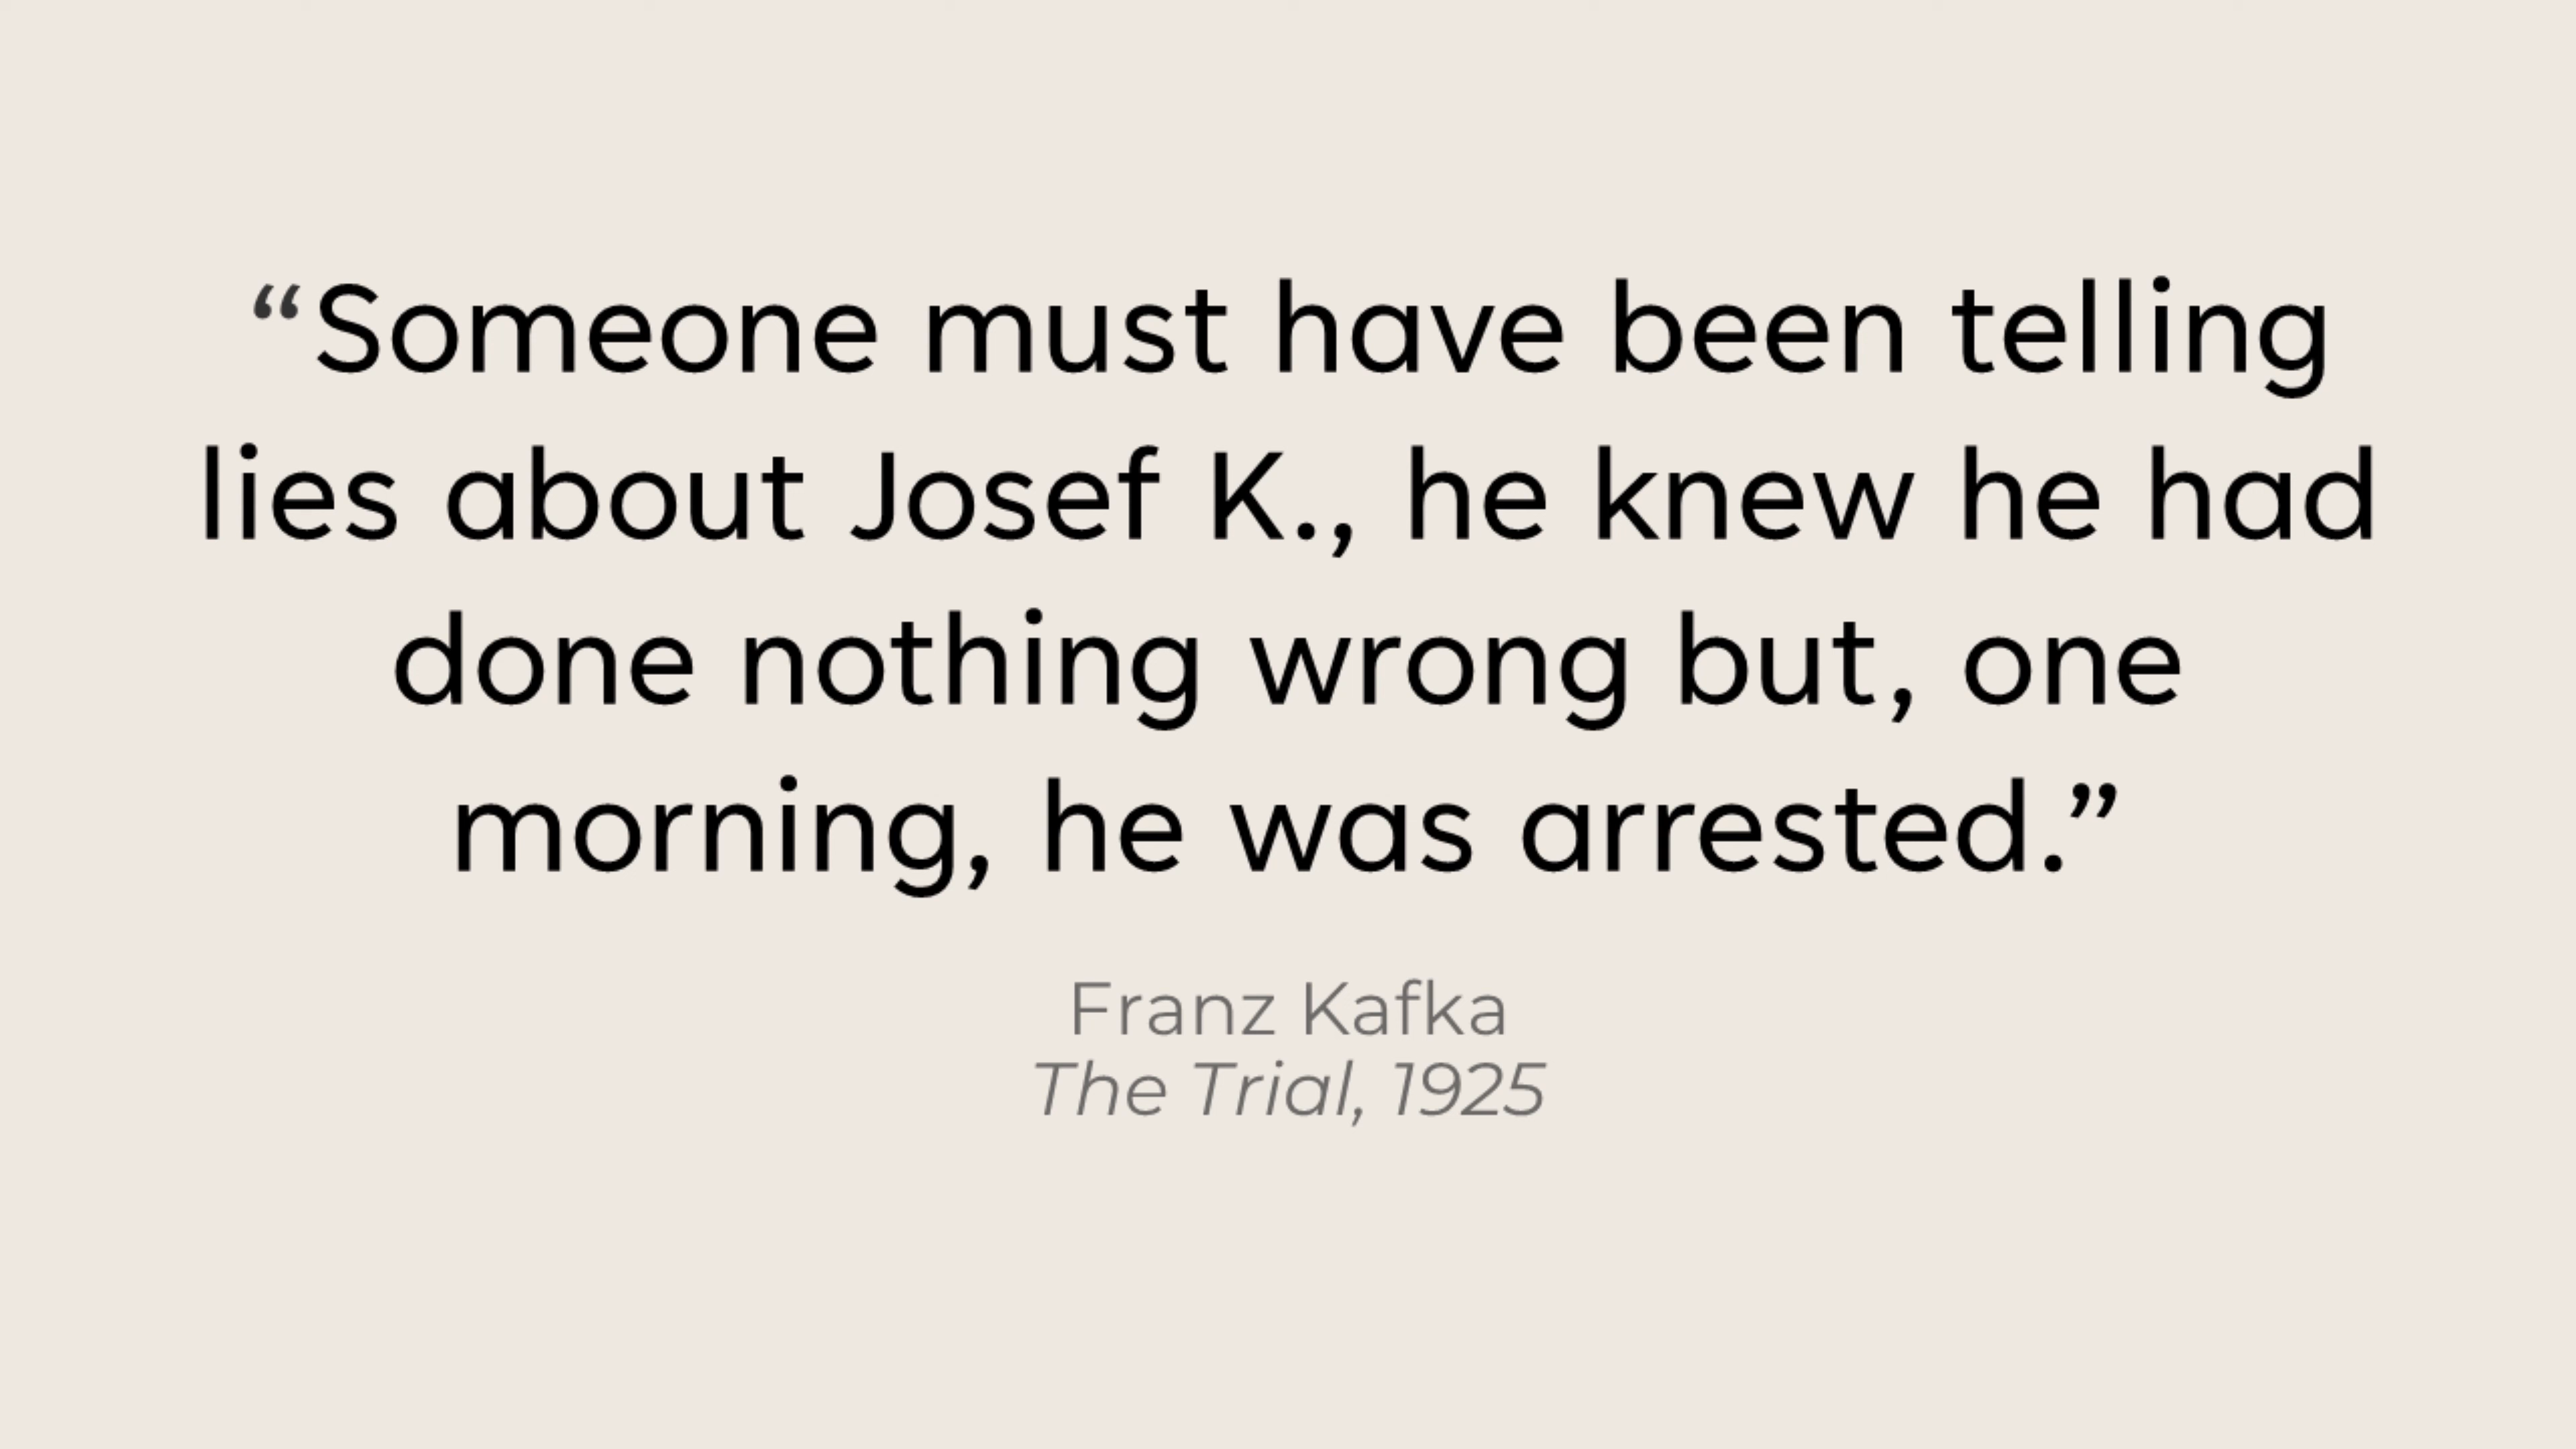 “Someone must have been telling
lies about Josef K., he knew he had
done nothing wrong but, one
morning, he was arrested.”
Franz Kafka
The Trial, 1925